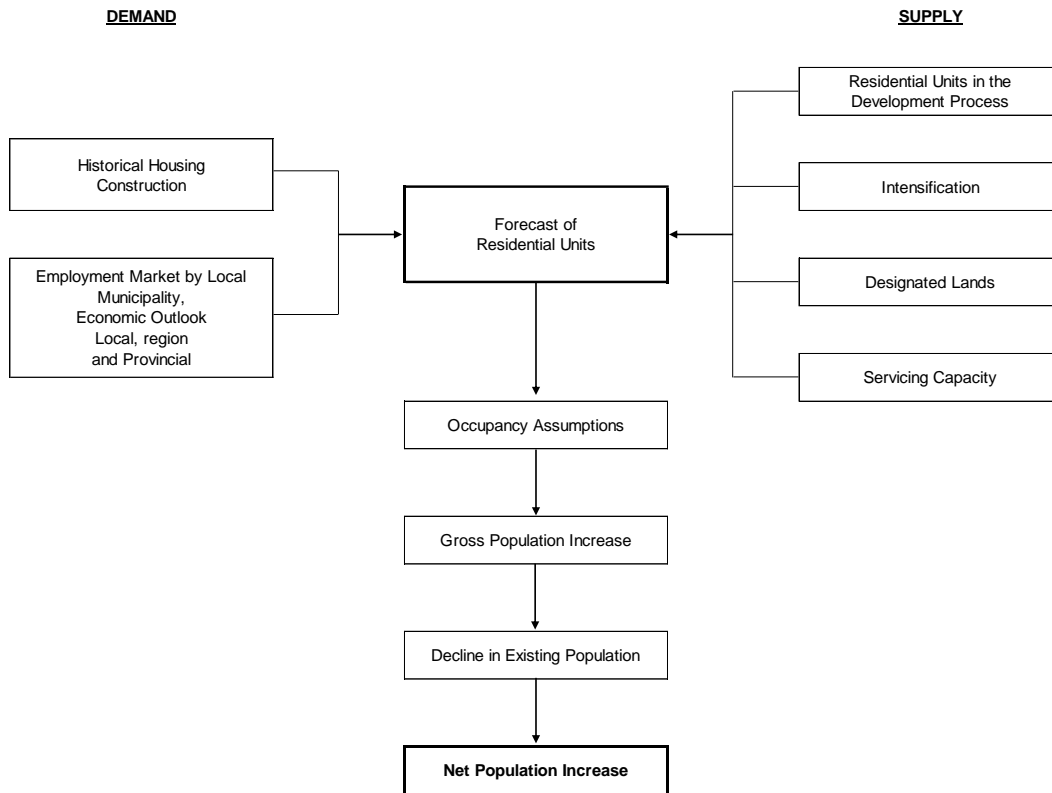 DEMAND
SUPPLY
Residential Units in the
Development Process
Historical Housing
Construction
Intensification
Forecast of
Residential Units
Employment Market by Local
Municipality,
Economic Outlook
Local, region
and Provincial
Designated Lands
Servicing Capacity
Occupancy Assumptions
Gross Population Increase
Decline in Existing Population
Net Population Increase